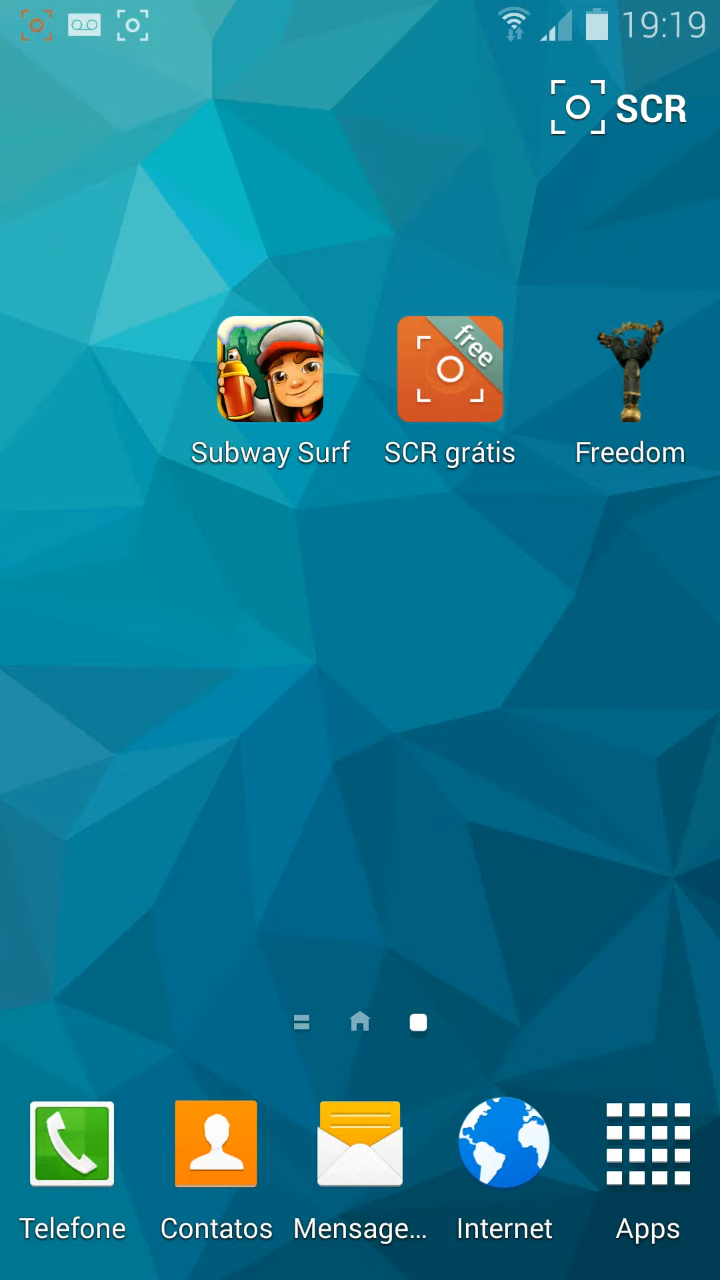 19:19
SCR
free
Subway Surf
SCR grátis
Freedom
Telefone
Contatos
Mensage...
Internet
Apps